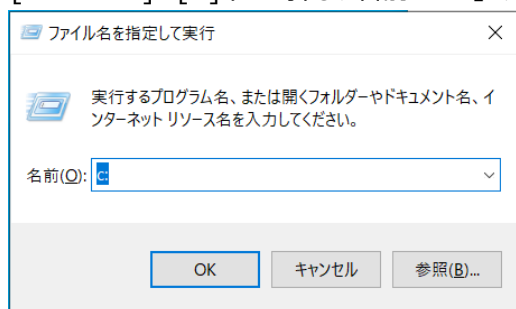 ファイル名を指定して実行
実行するプログラム名、または開くフォルダーやドキュメント名、イ
ンターネット リソース名を入力してください。
名前(O): c:
OK キャンセル 参照(B)...